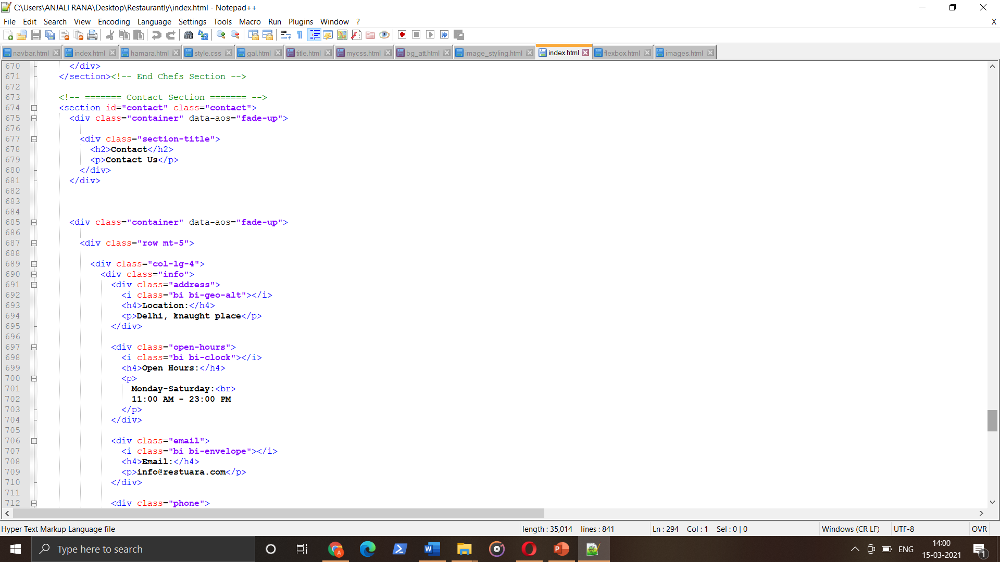 C:\Users\ANJALI RANA\Desktop\Restaurantly\index.html - Notepad++
File Edit Search View Encoding Language Settings Tools Macro Run Plugins Window ? X
navbar.html index.html hamara.html style.css gal.html title.html mycss.html bg_att.html image_styling.html index.html flexbox.html images.html
670 </div>
671 </section><!-- End Chefs Section -->
672
673 <!-- ======= Contact Section ======= -->
674 <section id="contact" class="contact">
675 <div class="container" data-aos="fade-up">
676
677 <div class="section-title">
678 <h2>Contact</h2>
679 <p>Contact Us</p>
680 </div>
681 </div>
682
683
684
685 <div class="container" data-aos="fade-up">
686
687 <div class="row mt-5">
688
689 <div class="col-lg-4">
690 <div class="info">
691 <div class="address">
692 <i class="bi bi-geo-alt"></i>
693 <h4>Location:</h4>
694 <p>Delhi, knaught place</p>
695 </div>
696
697 <div class="open-hours">
698 <i class="bi bi-clock"></i>
699 <h4>Open Hours:</h4>
700 <p>
701 Monday-Saturday:<br>
702 11:00 AM - 23:00 PM
703 </p>
704 </div>
705
706 <div class="email">
707 <i class="bi bi-envelope"></i>
708 <h4>Email:</h4>
709 <p>info@restuara.com</p>
710 </div>
711
712 <div class="phone">
Hyper Text Markup Language file length : 35,014 lines : 841 Ln : 294 Col : 1 Sel : 0 | 0 Windows (CR LF) UTF-8 OVR
Type here to search ENG 14:00
15-03-2021 1